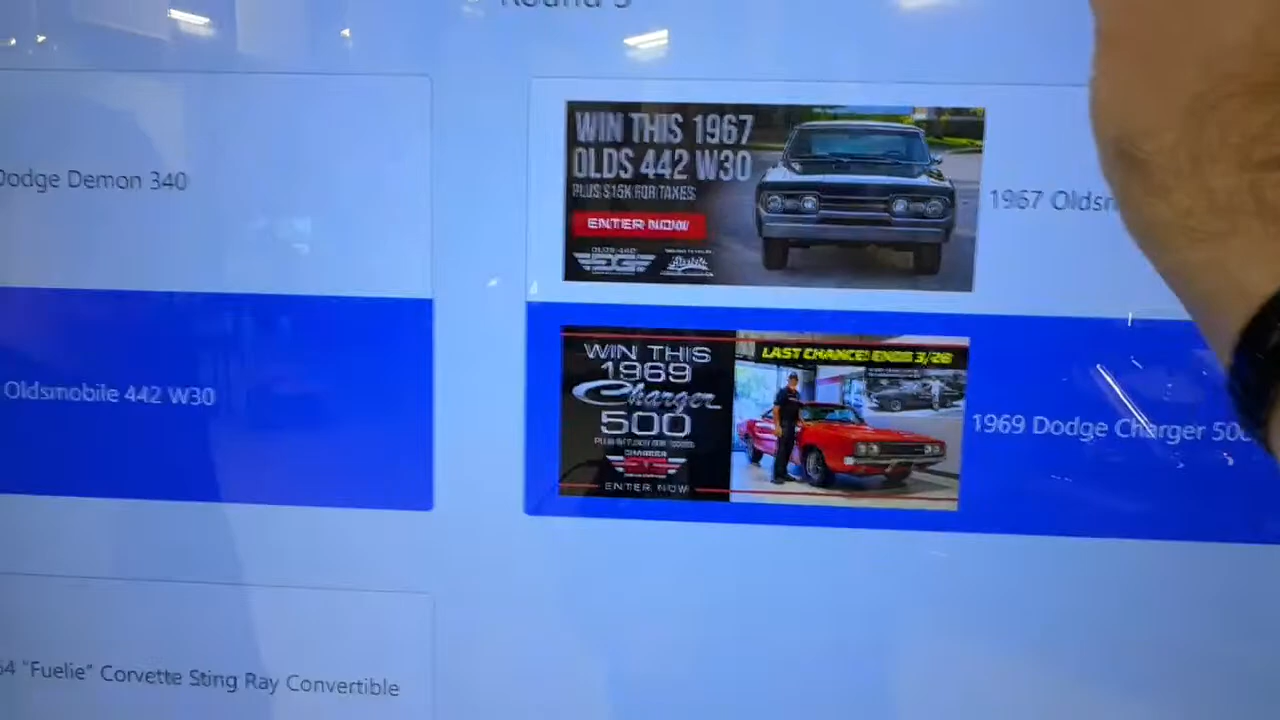 Round 3
Dodge Demon 340
WIN THIS 1967
OLDS 442 W30
PLUS $15K FOR TAXES
ENTER NOW
1967
Oldsmobile 442 W30
WIN THIS
1969
Charger
500
CHARGER
ENTER NOW
LAST CHANCE! ENDS 3/26
1969 Dodge Charger 500
"Fuelie" Corvette Sting Ray Convertible